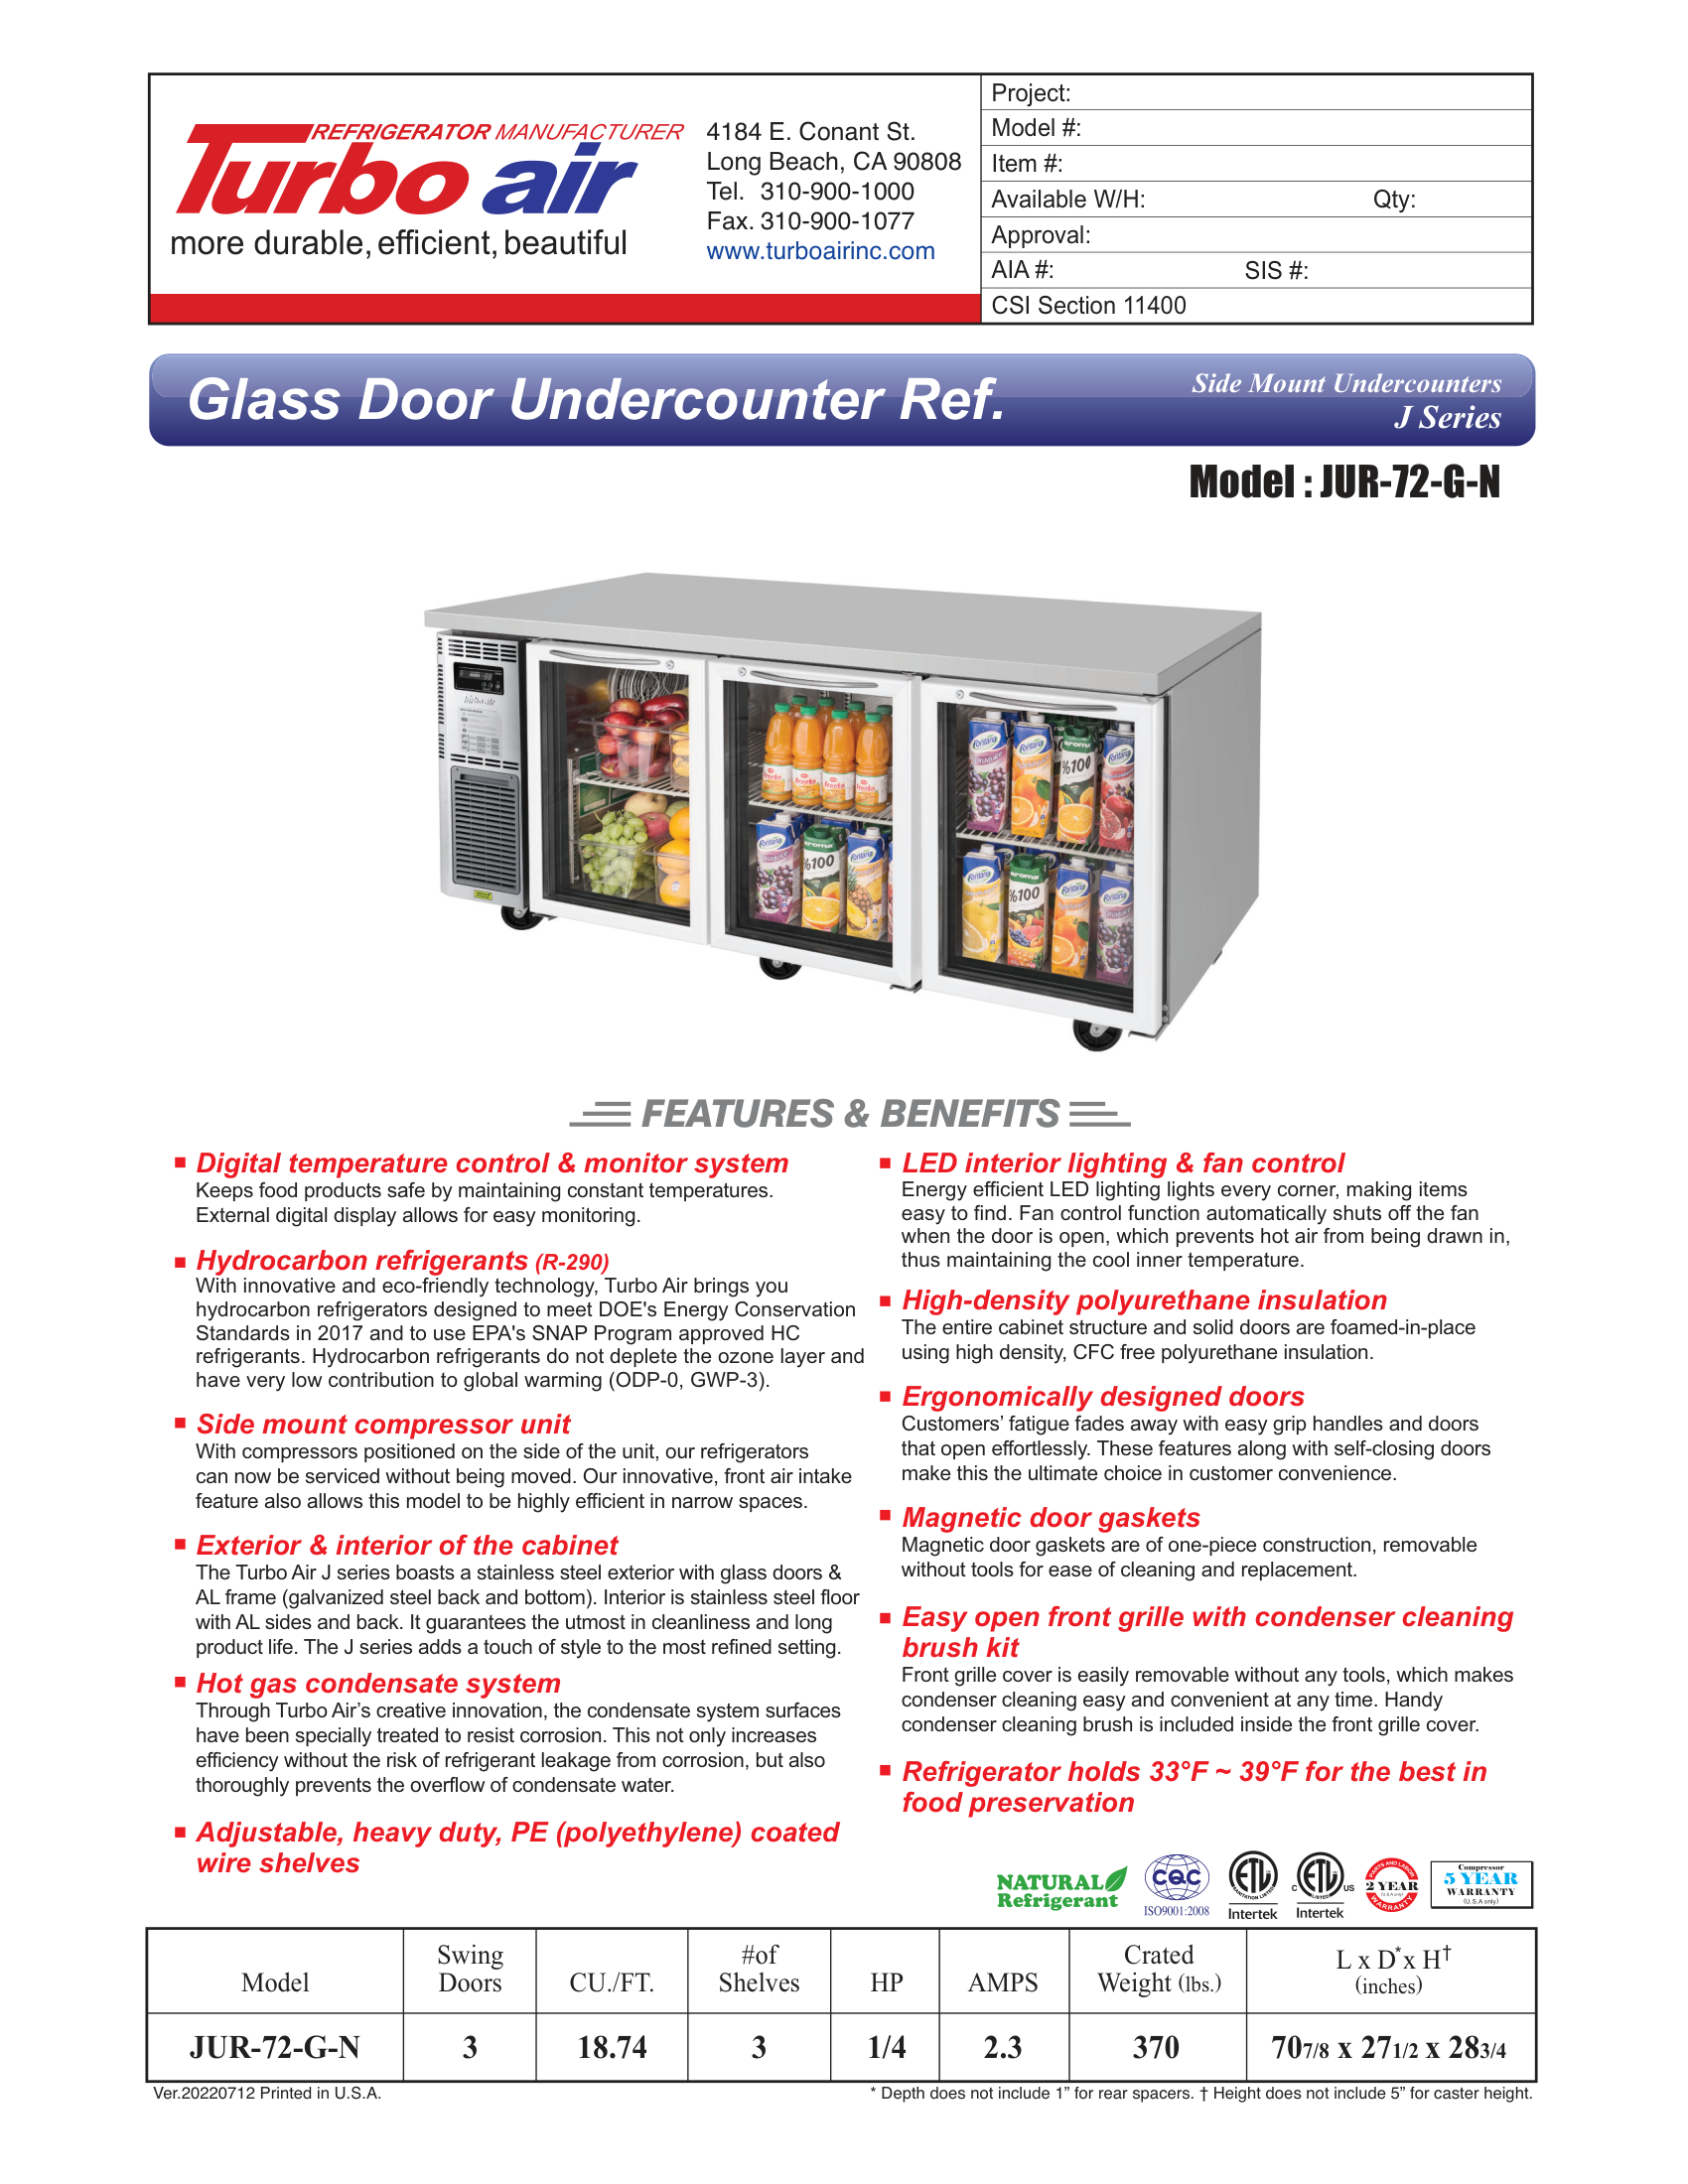 REFRIGERATOR MANUFACTURER
Turbo air
more durable, efficient, beautiful
4184 E. Conant St.
Long Beach, CA 90808
Tel. 310-900-1000
Fax. 310-900-1077
www.turboairinc.com
Project:
Model #:
Item #:
Available W/H: Qty:
Approval:
AIA #: SIS #:
CSI Section 11400
Glass Door Undercounter Ref.
Side Mount Undercounters
J Series
Model : JUR-72-G-N
FEATURES & BENEFITS
Digital temperature control & monitor system
Keeps food products safe by maintaining constant temperatures.
External digital display allows for easy monitoring.
Hydrocarbon refrigerants (R-290)
With innovative and eco-friendly technology, Turbo Air brings you
hydrocarbon refrigerators designed to meet DOE's Energy Conservation
Standards in 2017 and to use EPA's SNAP Program approved HC
refrigerants. Hydrocarbon refrigerants do not deplete the ozone layer and
have very low contribution to global warming (ODP-0, GWP-3).
Side mount compressor unit
With compressors positioned on the side of the unit, our refrigerators
can now be serviced without being moved. Our innovative, front air intake
feature also allows this model to be highly efficient in narrow spaces.
Exterior & interior of the cabinet
The Turbo Air J series boasts a stainless steel exterior with glass doors &
AL frame (galvanized steel back and bottom). Interior is stainless steel floor
with AL sides and back. It guarantees the utmost in cleanliness and long
product life. The J series adds a touch of style to the most refined setting.
Hot gas condensate system
Through Turbo Air's creative innovation, the condensate system surfaces
have been specially treated to resist corrosion. This not only increases
efficiency without the risk of refrigerant leakage from corrosion, but also
thoroughly prevents the overflow of condensate water.
Adjustable, heavy duty, PE (polyethylene) coated
wire shelves
LED interior lighting & fan control
Energy efficient LED lighting lights every corner, making items
easy to find. Fan control function automatically shuts off the fan
when the door is open, which prevents hot air from being drawn in,
thus maintaining the cool inner temperature.
High-density polyurethane insulation
The entire cabinet structure and solid doors are foamed-in-place
using high density, CFC free polyurethane insulation.
Ergonomically designed doors
Customers' fatigue fades away with easy grip handles and doors
that open effortlessly. These features along with self-closing doors
make this the ultimate choice in customer convenience.
Magnetic door gaskets
Magnetic door gaskets are of one-piece construction, removable
without tools for ease of cleaning and replacement.
Easy open front grille with condenser cleaning
brush kit
Front grille cover is easily removable without any tools, which makes
condenser cleaning easy and convenient at any time. Handy
condenser cleaning brush is included inside the front grille cover.
Refrigerator holds 33°F ~ 39°F for the best in
food preservation
NATURAL
Refrigerant
CQC
ISO9001:2008
ETL
SANITATION LISTED
Intertek
C ETL US
LISTED
Intertek
PARTS AND LABOR
2 YEAR
(U.S.A only)
WARRANTY
Compressor
5 YEAR
WARRANTY
(U.S.A only)
Model Swing Doors CU./FT. #of Shelves HP AMPS Crated Weight (lbs.) L x D* x H† (inches)
JUR-72-G-N 3 18.74 3 1/4 2.3 370 70 7/8 x 27 1/2 x 28 3/4
Ver.20220712 Printed in U.S.A.
* Depth does not include 1” for rear spacers. † Height does not include 5” for caster height.